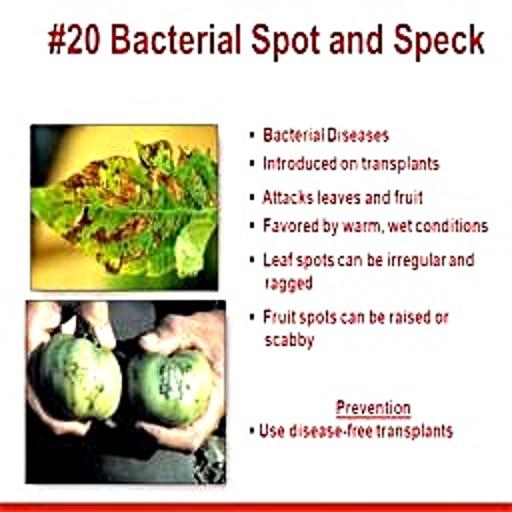 #20 Bacterial Spot and Speck
• Bacterial Diseases
• Introduced on transplants
• Attacks leaves and fruit
• Favored by warm, wet conditions
• Leaf spots can be irregular and
ragged
• Fruit spots can be raised or
scabby
Prevention
• Use disease-free transplants